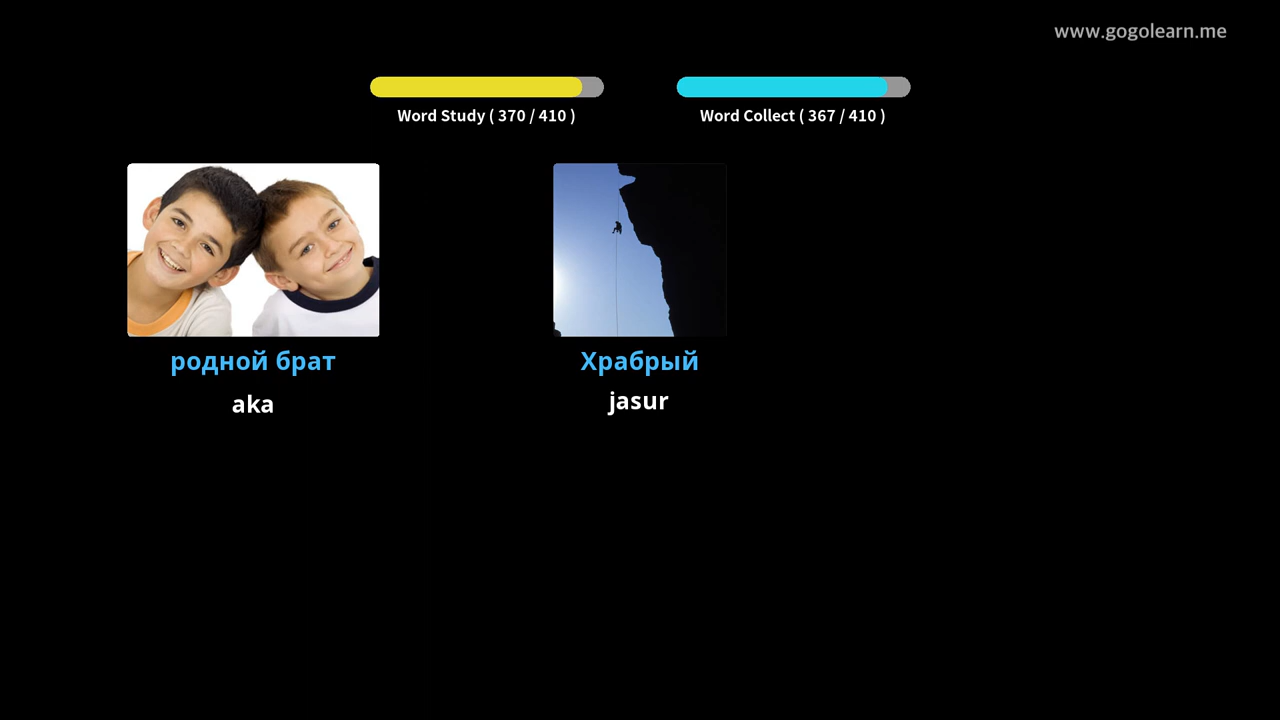 www.gogolearn.me
Word Study ( 370 / 410 )
Word Collect ( 367 / 410 )
родной брат
aka
Храбрый
jasur